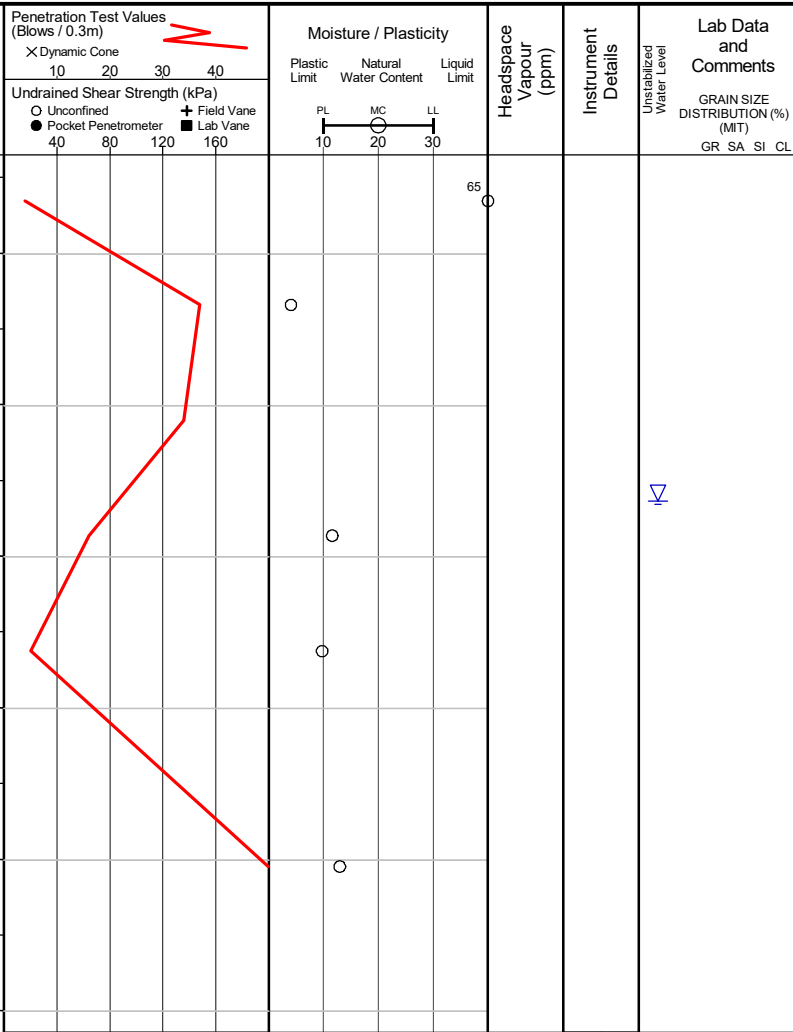 Penetration Test Values
(Blows / 0.3m)
Dynamic Cone
10 20 30 40
Undrained Shear Strength (kPa)
Unconfined Field Vane
Pocket Penetrometer Lab Vane
40 80 120 160
Moisture / Plasticity
Plastic Natural Liquid
Limit Water Content Limit
PL MC LL
10 20 30
Headspace
Vapour
(ppm)
Instrument
Details
Unstabilized
Water Level
Lab Data
and
Comments
GRAIN SIZE
DISTRIBUTION (%)
(MIT)
GR SA SI CL
65